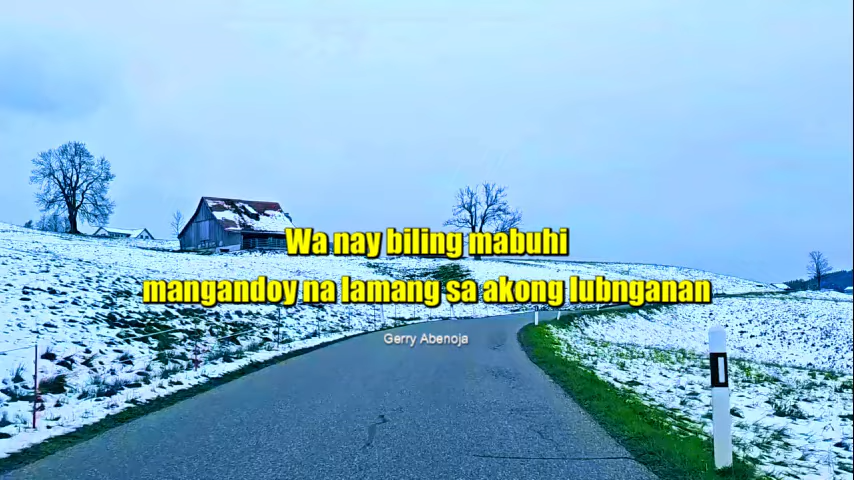 Wa nay biling mabuhi
mangandoy na lamang sa akong lubnganan
Gerry Abenoja